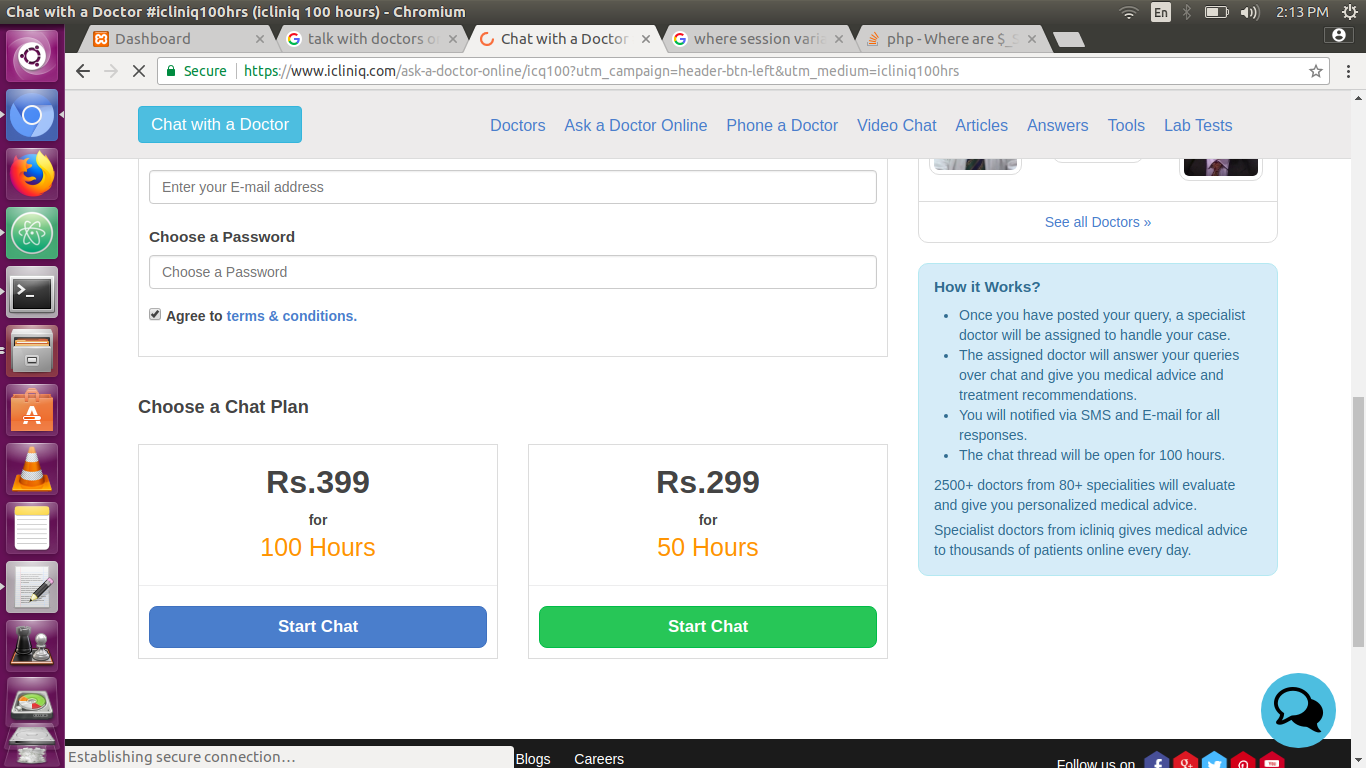 Chat with a Doctor #icliniq100hrs (icliniq 100 hours) - Chromium
En
2:13 PM
Dashboard
talk with doctors o
Chat with a Doctor
where session varia
php - Where are $_S
Secure
https://www.icliniq.com/ask-a-doctor-online/icq100?utm_campaign=header-btn-left&utm_medium=icliniq100hrs
Chat with a Doctor
Doctors
Ask a Doctor Online
Phone a Doctor
Video Chat
Articles
Answers
Tools
Lab Tests
Enter your E-mail address
Choose a Password
Choose a Password
Agree to terms & conditions.
Choose a Chat Plan
Rs.399
for
100 Hours
Start Chat
Rs.299
for
50 Hours
Start Chat
See all Doctors »
How it Works?
Once you have posted your query, a specialist
doctor will be assigned to handle your case.
The assigned doctor will answer your queries
over chat and give you medical advice and
treatment recommendations.
You will notified via SMS and E-mail for all
responses.
The chat thread will be open for 100 hours.
2500+ doctors from 80+ specialities will evaluate
and give you personalized medical advice.
Specialist doctors from icliniq gives medical advice
to thousands of patients online every day.
Establishing secure connection…
Blogs
Careers
Follow us on